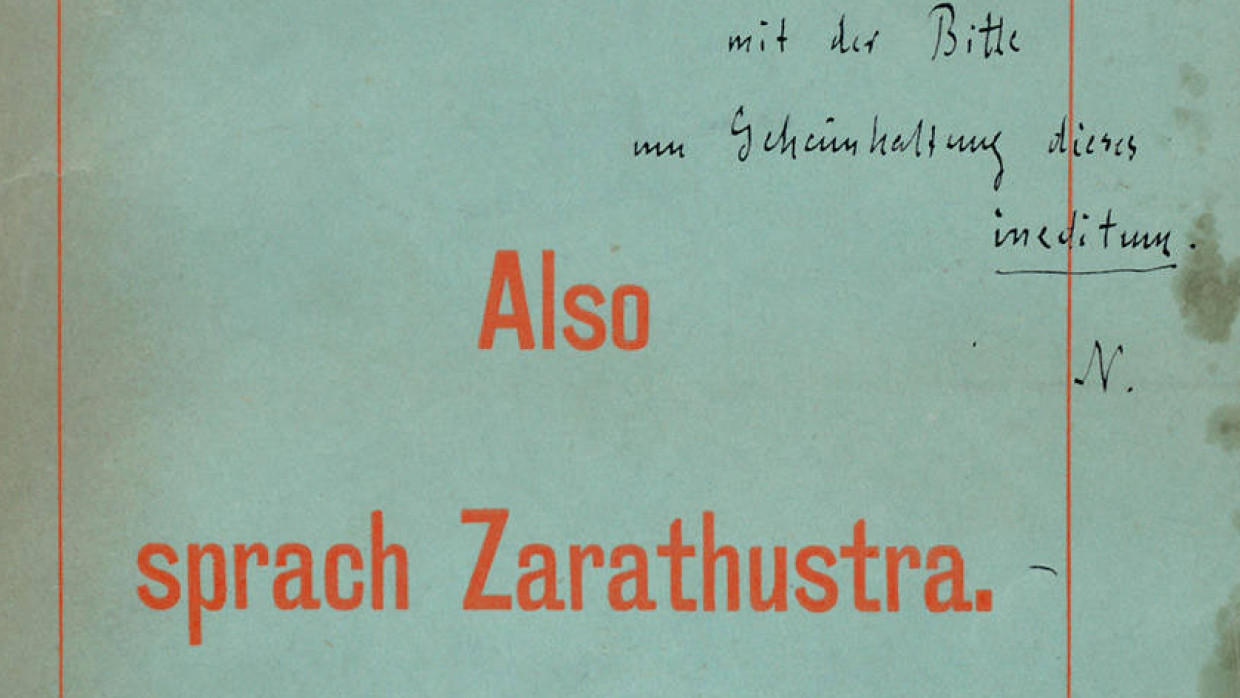 mit der Bitte
um Geheimhaltung dieses
ineditum.
N.
Also
sprach Zarathustra.